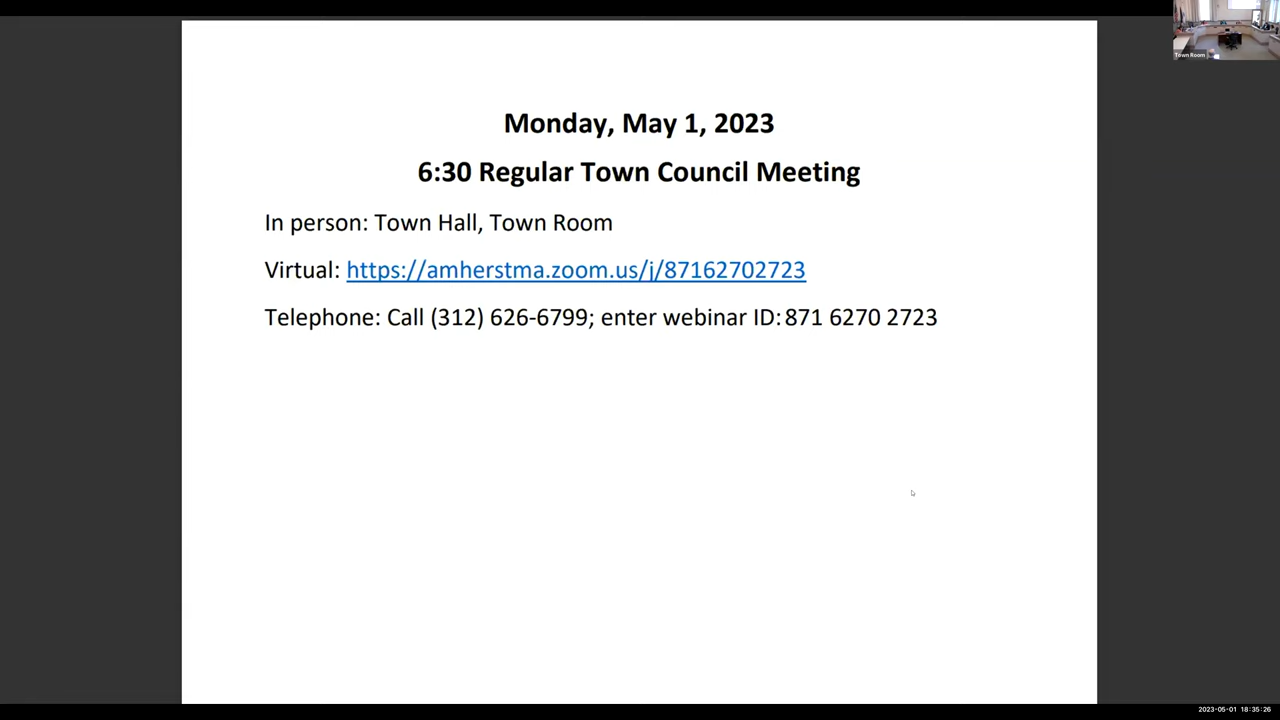 Town Room
Monday, May 1, 2023
6:30 Regular Town Council Meeting
In person: Town Hall, Town Room
Virtual: https://amherstma.zoom.us/j/87162702723
Telephone: Call (312) 626-6799; enter webinar ID: 871 6270 2723
2023-05-01 18:35:26